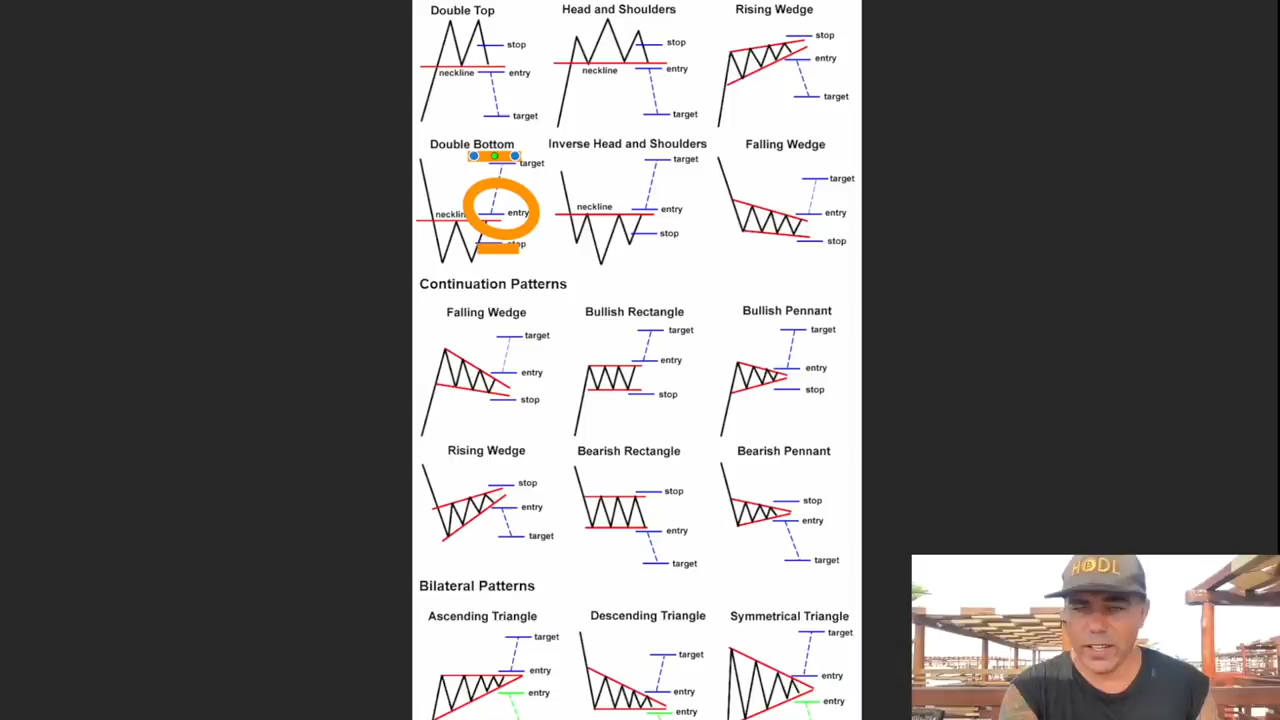 Double Top
Head and Shoulders
Rising Wedge
stop
neckline
entry
target
stop
neckline
entry
target
stop
entry
target
Double Bottom
Inverse Head and Shoulders
Falling Wedge
target
entry
target
neckline
entry
stop
target
entry
stop
Continuation Patterns
Falling Wedge
Bullish Rectangle
Bullish Pennant
target
entry
stop
target
entry
stop
target
entry
stop
Rising Wedge
Bearish Rectangle
Bearish Pennant
stop
entry
target
stop
entry
target
stop
entry
target
Bilateral Patterns
Ascending Triangle
Descending Triangle
Symmetrical Triangle
target
entry
entry
target
entry
entry
target
entry
entry
HODL